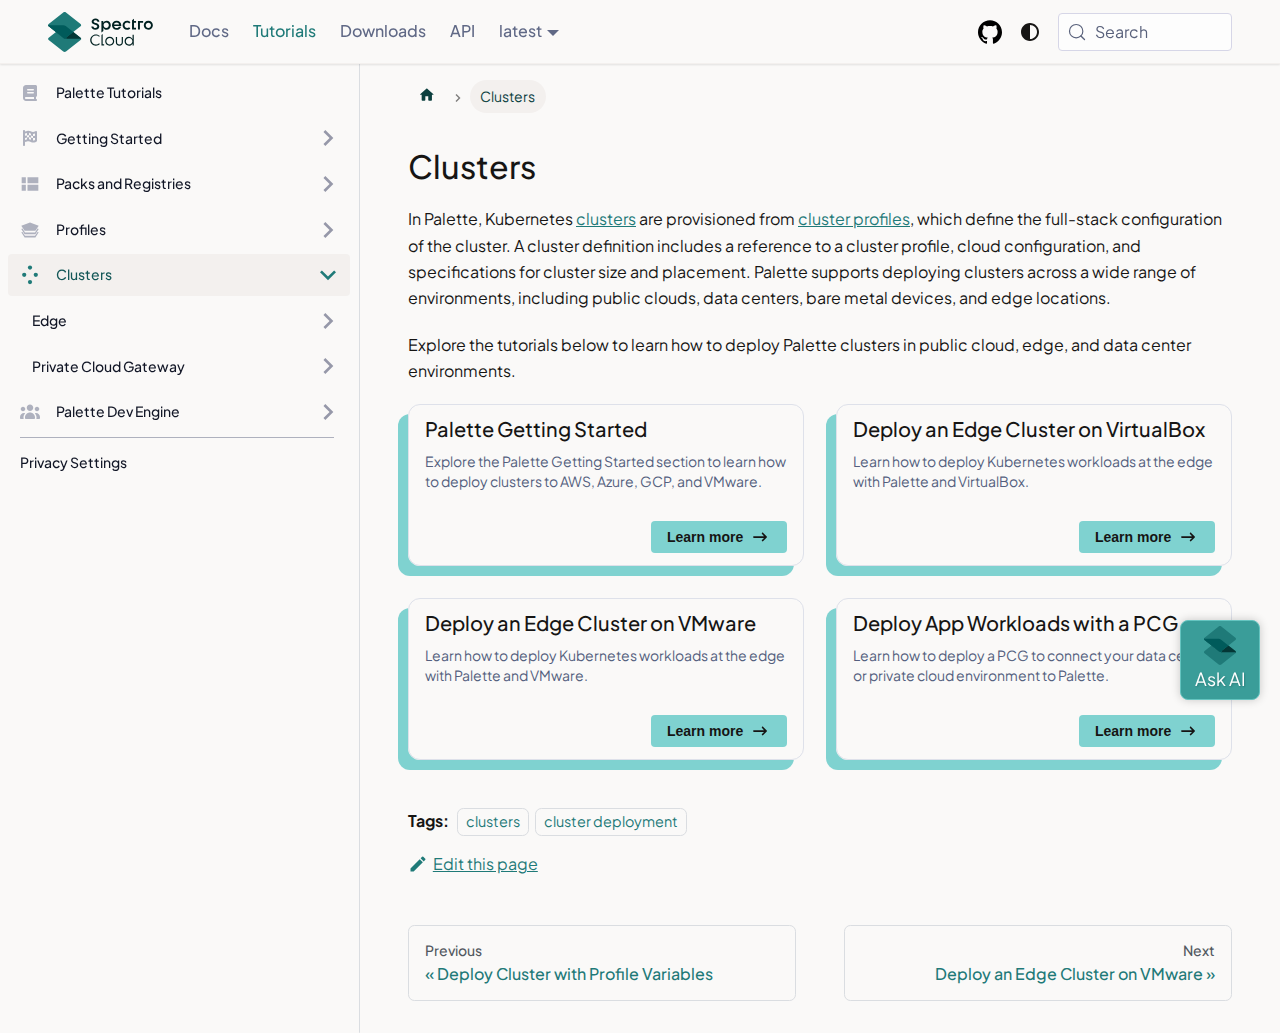 Spectro Cloud
Docs
Tutorials
Downloads
API
latest
Search
Palette Tutorials
Getting Started
Packs and Registries
Profiles
Clusters
Edge
Private Cloud Gateway
Palette Dev Engine
Privacy Settings
Clusters
Clusters
In Palette, Kubernetes clusters are provisioned from cluster profiles, which define the full-stack configuration
of the cluster. A cluster definition includes a reference to a cluster profile, cloud configuration, and
specifications for cluster size and placement. Palette supports deploying clusters across a wide range of
environments, including public clouds, data centers, bare metal devices, and edge locations.
Explore the tutorials below to learn how to deploy Palette clusters in public cloud, edge, and data center
environments.
Palette Getting Started
Explore the Palette Getting Started section to learn how
to deploy clusters to AWS, Azure, GCP, and VMware.
Learn more
Deploy an Edge Cluster on VirtualBox
Learn how to deploy Kubernetes workloads at the edge
with Palette and VirtualBox.
Learn more
Deploy an Edge Cluster on VMware
Learn how to deploy Kubernetes workloads at the edge
with Palette and VMware.
Learn more
Deploy App Workloads with a PCG
Learn how to deploy a PCG to connect your data
or private cloud environment to Palette.
Learn more
Ask AI
Tags: clusters cluster deployment
Edit this page
Previous
« Deploy Cluster with Profile Variables
Next
Deploy an Edge Cluster on VMware »